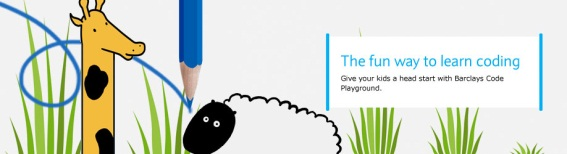 The fun way to learn coding
Give your kids a head start with Barclays Code
Playground.